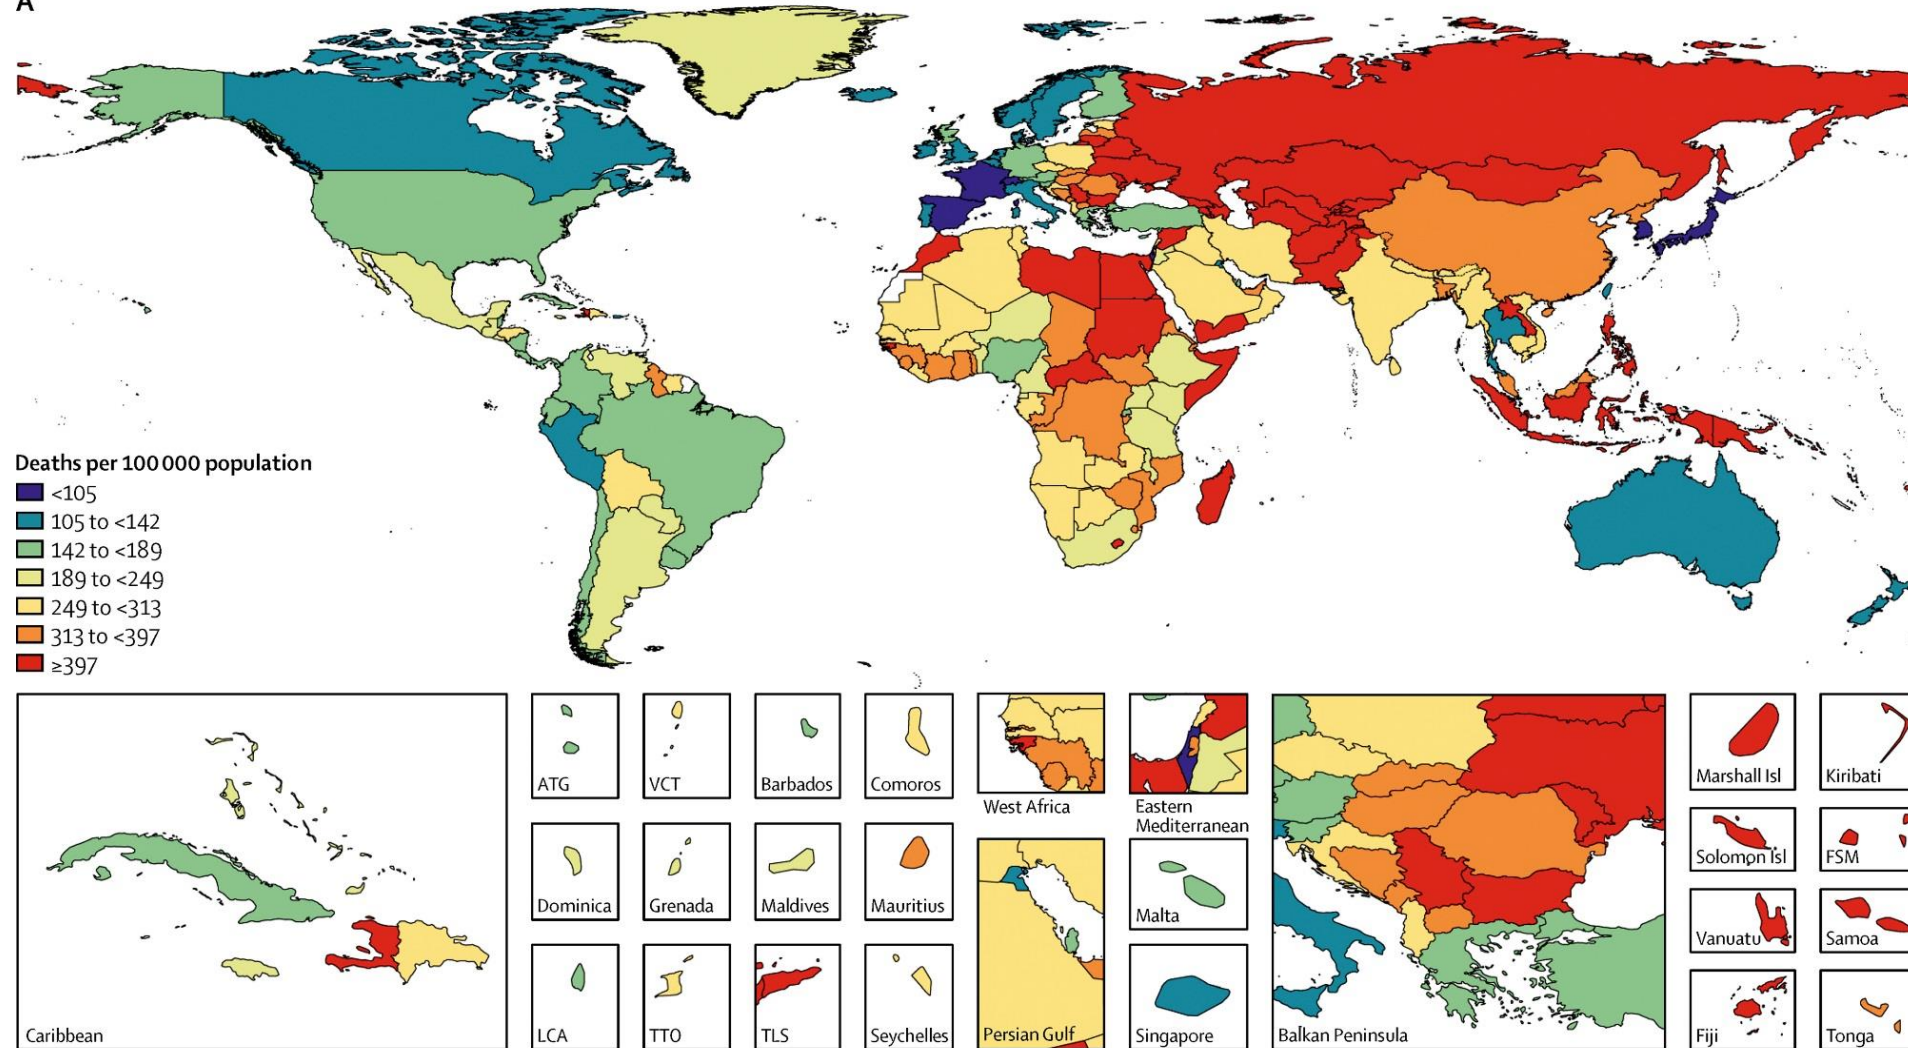 A
Deaths per 100 000 population
<105
105 to <142
142 to <189
189 to <249
249 to <313
313 to <397
≥397
Caribbean
ATG
VCT
Barbados
Comoros
West Africa
Eastern
Mediterranean
Marshall Isl
Kiribati
Dominica
Grenada
Maldives
Mauritius
Malta
Solomon Isl
FSM
Vanuatu
Samoa
LCA
TTO
TLS
Seychelles
Persian Gulf
Singapore
Balkan Peninsula
Fiji
Tonga